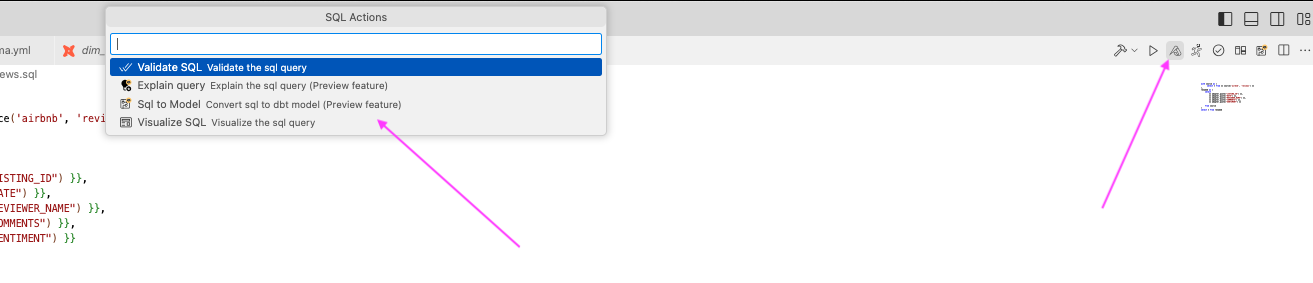 SQL Actions
ma.yml
dim_
ews.sql
Validate SQL Validate the sql query
Explain query Explain the sql query (Preview feature)
Sql to Model Convert sql to dbt model (Preview feature)
Visualize SQL Visualize the sql query
ce('airbnb', 'revi
ISTING_ID") }},
ATE") }},
EVIEWER_NAME") }},
OMMENTS") }},
ENTIMENT") }}